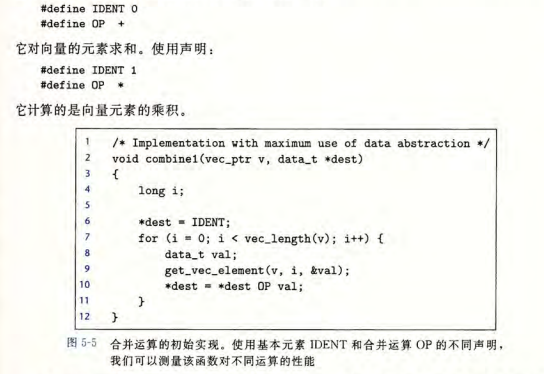 #define IDENT 0
#define OP +
它对向量的元素求和。使用声明：
#define IDENT 1
#define OP *
它计算的是向量元素的乘积。
1 /* Implementation with maximum use of data abstraction */
2 void combine1(vec_ptr v, data_t *dest)
3 {
4 long i;
5
6 *dest = IDENT;
7 for (i = 0; i < vec_length(v); i++) {
8 data_t val;
9 get_vec_element(v, i, &val);
10 *dest = *dest OP val;
11 }
12 }
图 5-5 合并运算的初始实现。使用基本元素 IDENT 和合并运算 OP 的不同声明，
我们可以测量该函数对不同运算的性能